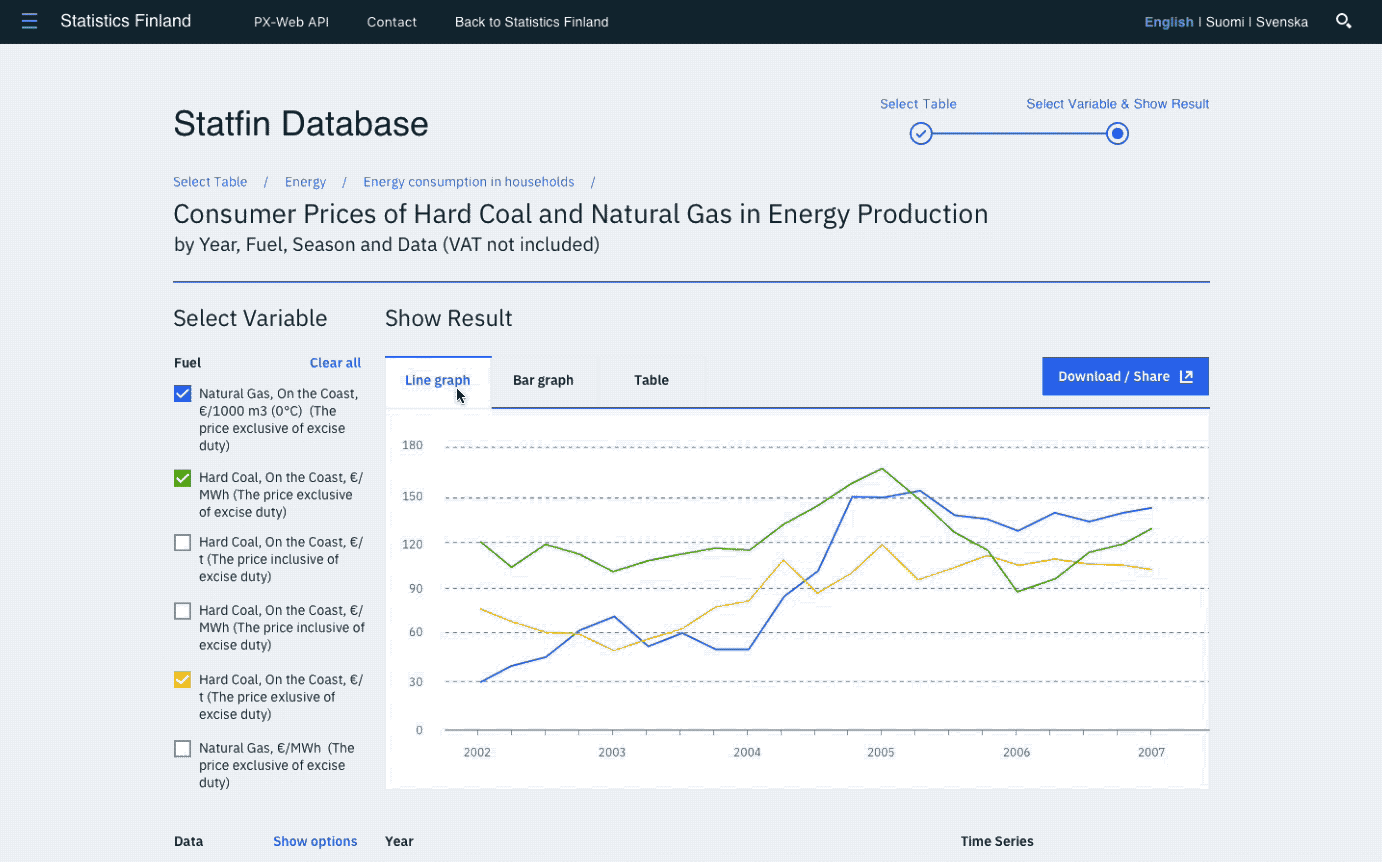 Statistics Finland PX-Web API Contact Back to Statistics Finland English | Suomi | Svenska
Statfin Database
Select Table Select Variable & Show Result
Select Table / Energy / Energy consumption in households /
Consumer Prices of Hard Coal and Natural Gas in Energy Production
by Year, Fuel, Season and Data (VAT not included)
Select Variable
Fuel Clear all
Natural Gas, On the Coast,
€/1000 m3 (0°C) (The
price exclusive of excise
duty)
Hard Coal, On the Coast, €/
MWh (The price exclusive
of excise duty)
Hard Coal, On the Coast, €/
t (The price inclusive of
excise duty)
Hard Coal, On the Coast, €/
MWh (The price inclusive of
excise duty)
Hard Coal, On the Coast, €/
t (The price exlusive of
excise duty)
Natural Gas, €/MWh (The
price exclusive of excise
duty)
Data Show options
Show Result
Line graph Bar graph Table Download / Share
180
150
120
90
60
30
0
2002 2003 2004 2005 2006 2007
Year Time Series